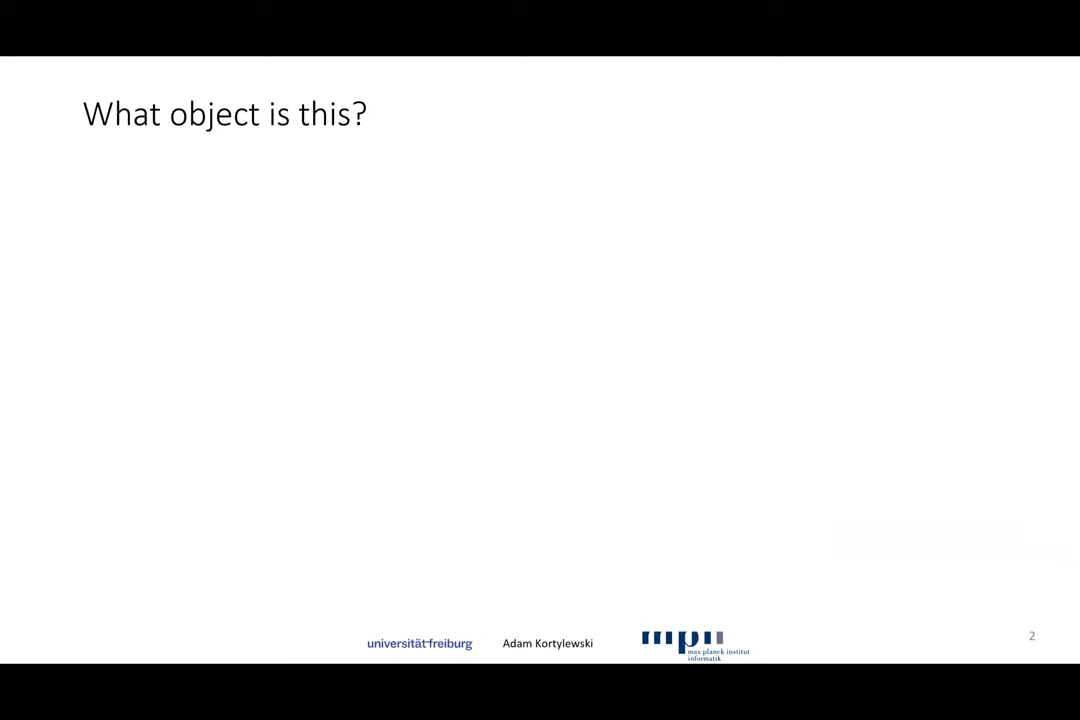 What object is this?
universität freiburg
Adam Kortylewski
mpii
max planck institut
informatik
2